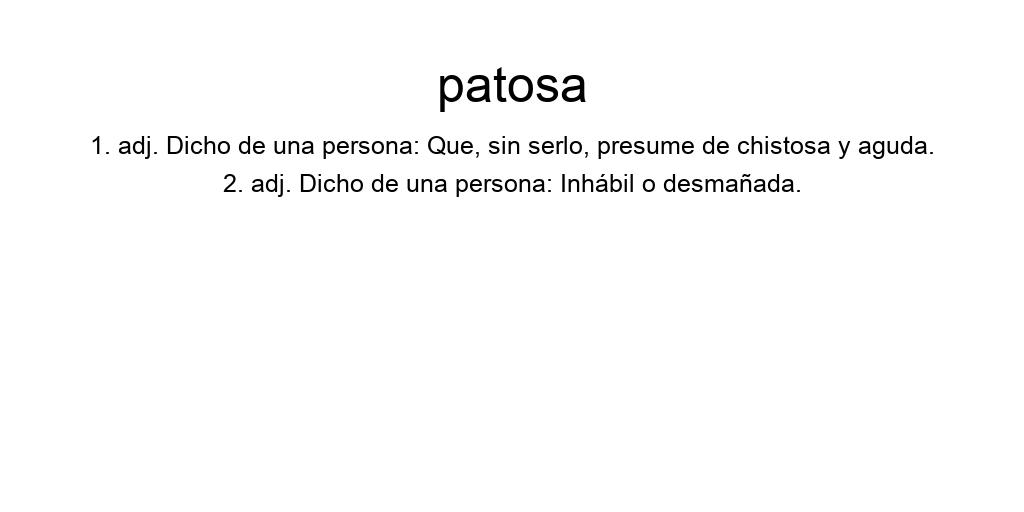 patosa
1. adj. Dicho de una persona: Que, sin serlo, presume de chistosa y aguda.
2. adj. Dicho de una persona: Inhábil o desmañada.